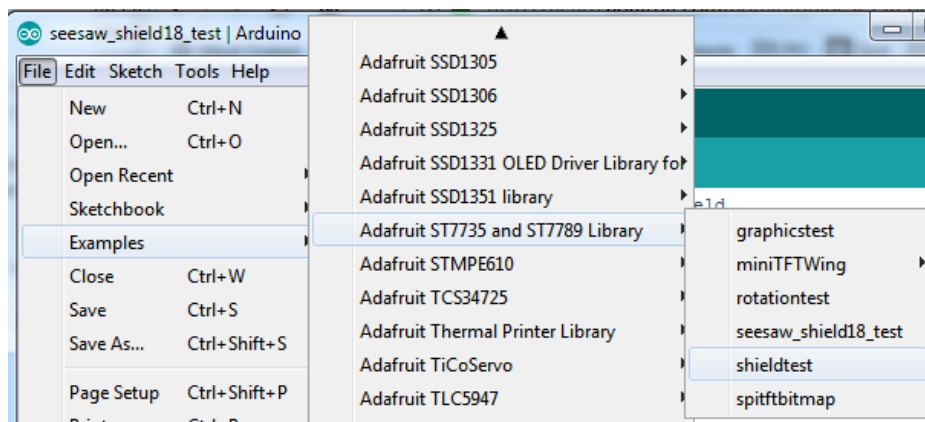 seesaw_shield18_test | Arduino
File Edit Sketch Tools Help
New Ctrl+N
Open... Ctrl+O
Open Recent
Sketchbook
Examples
Close Ctrl+W
Save Ctrl+S
Save As... Ctrl+Shift+S
Page Setup Ctrl+Shift+P
Adafruit SSD1305
Adafruit SSD1306
Adafruit SSD1325
Adafruit SSD1331 OLED Driver Library for
Adafruit SSD1351 library
Adafruit ST7735 and ST7789 Library
Adafruit STMPE610
Adafruit TCS34725
Adafruit Thermal Printer Library
Adafruit TiCoServo
Adafruit TLC5947
graphicstest
miniTFTWing
rotationtest
seesaw_shield18_test
shieldtest
spitftbitmap